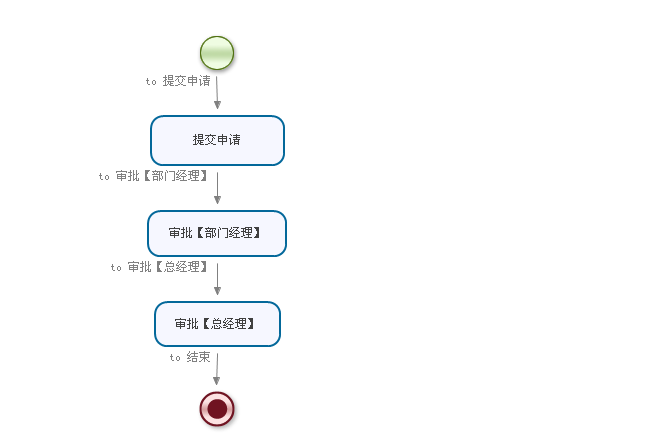 to 提交申请
提交申请
to 审批【部门经理】
审批【部门经理】
to 审批【总经理】
审批【总经理】
to 结束